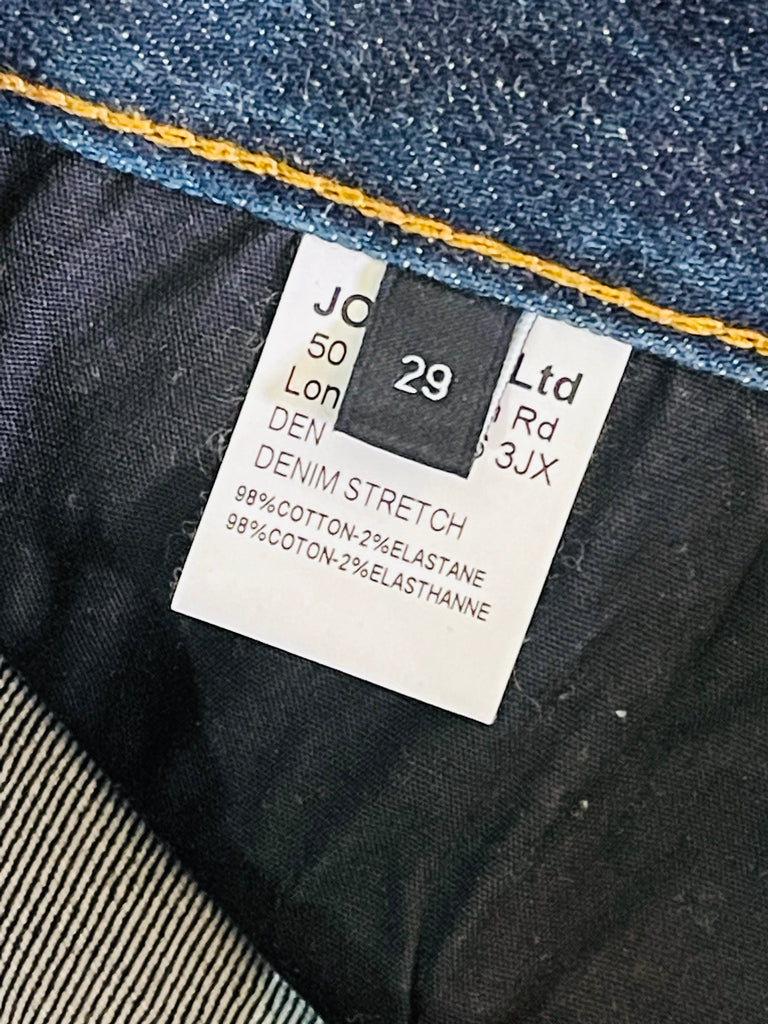 JO Ltd
50 Rd
Lon 3JX
29
DEN
DENIM STRETCH
98%COTTON-2%ELASTANE
98%COTON-2%ELASTHANNE